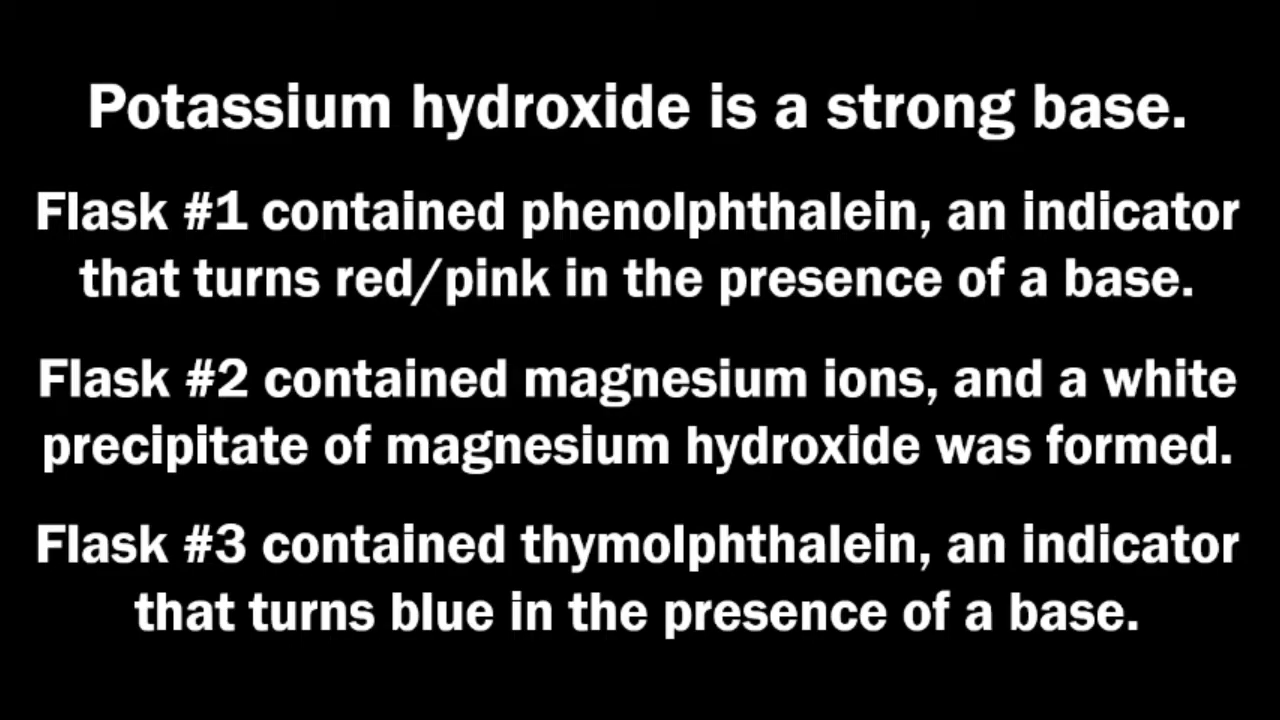 Potassium hydroxide is a strong base.
Flask #1 contained phenolphthalein, an indicator
that turns red/pink in the presence of a base.
Flask #2 contained magnesium ions, and a white
precipitate of magnesium hydroxide was formed.
Flask #3 contained thymolphthalein, an indicator
that turns blue in the presence of a base.